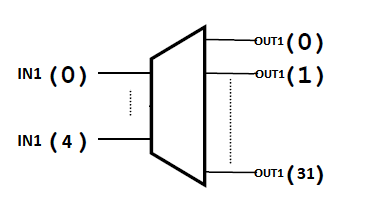 OUT1(0)
IN1 (0)
OUT1(1)
IN1 (4)
OUT1(31)